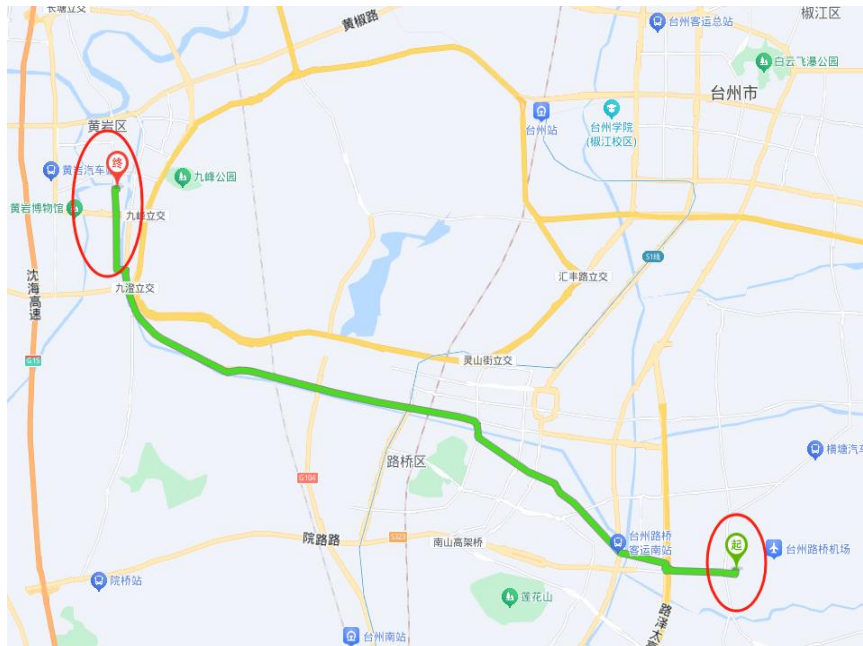 长塘立交
黄椒路
椒江区
台州客运总站
白云飞瀑公园
台州市
台州站
台州学院
(椒江校区)
黄岩区
黄岩汽车
终
九峰公园
黄岩博物馆
九峰立交
沈海高速
九澄立交
S1线
汇丰路立交
G15
灵山街立交
路桥区
G104
横塘汽车
院路路
S323
南山高架桥
台州路桥
客运南站
起
台州路桥机场
院桥站
莲花山
路泽太高
台州南站